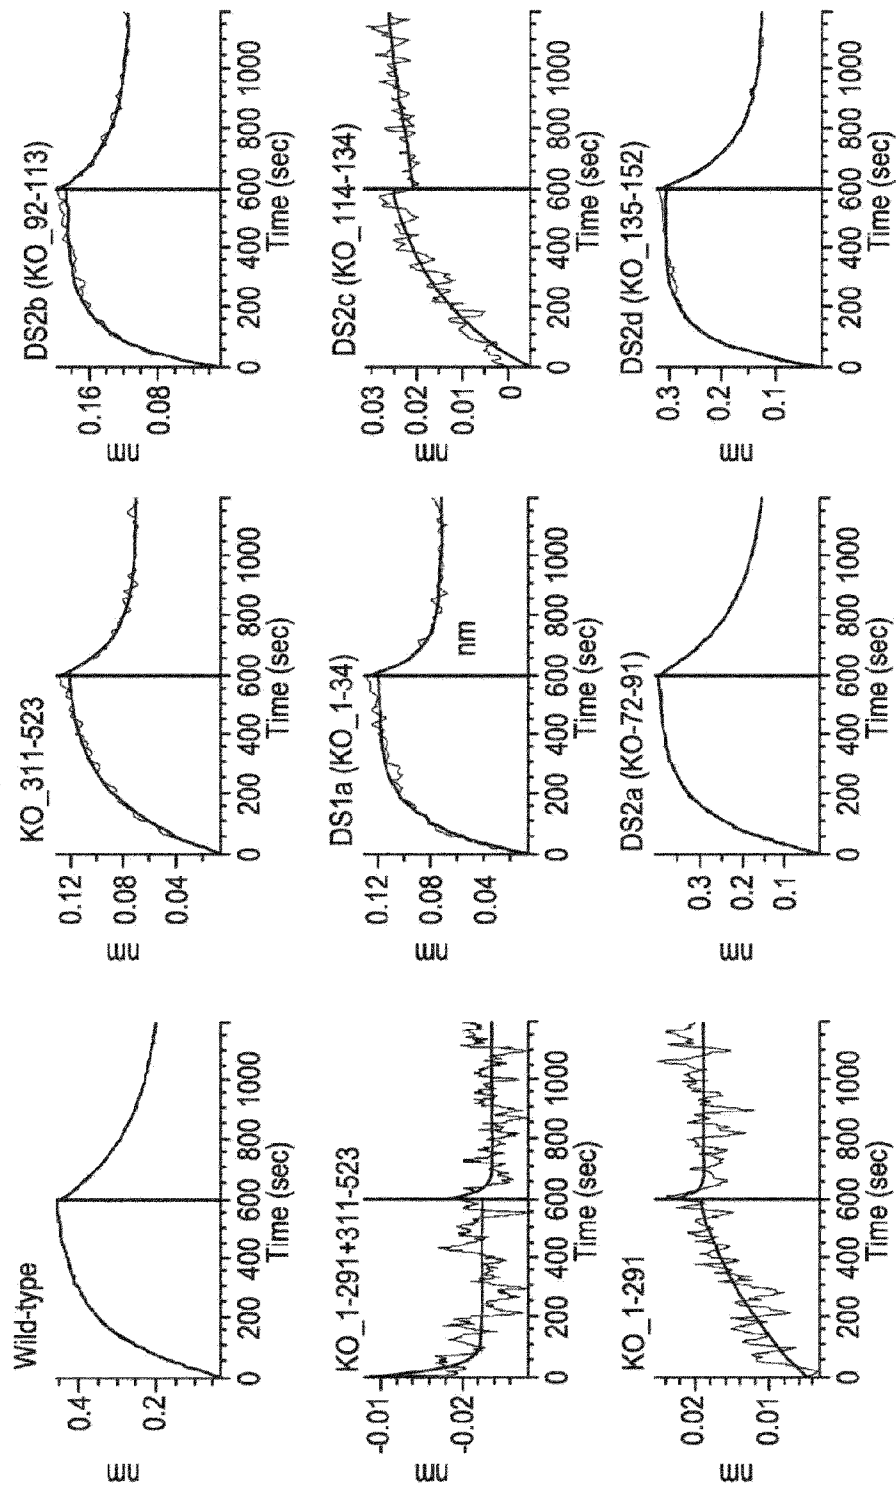 Wild-type
nm
0.4
0.2
0 200 400 600 800 1000
Time (sec)
KO_311-523
nm
0.12
0.08
0.04
0 200 400 600 800 1000
Time (sec)
DS2b (KO_92-113)
nm
0.16
0.08
0 200 400 600 800 1000
Time (sec)
KO_1-291+311-523
nm
-0.01
-0.02
0 200 400 600 800 1000
Time (sec)
DS1a (KO_1-34)
nm
0.12
0.08
0.04
nm
0 200 400 600 800 1000
Time (sec)
DS2c (KO_114-134)
nm
0.03
0.02
0.01
0
0 200 400 600 800 1000
Time (sec)
KO_1-291
nm
0.02
0.01
0 200 400 600 800 1000
Time (sec)
DS2a (KO-72-91)
nm
0.3
0.2
0.1
0 200 400 600 800 1000
Time (sec)
DS2d (KO_135-152)
nm
0.3
0.2
0.1
0 200 400 600 800 1000
Time (sec)